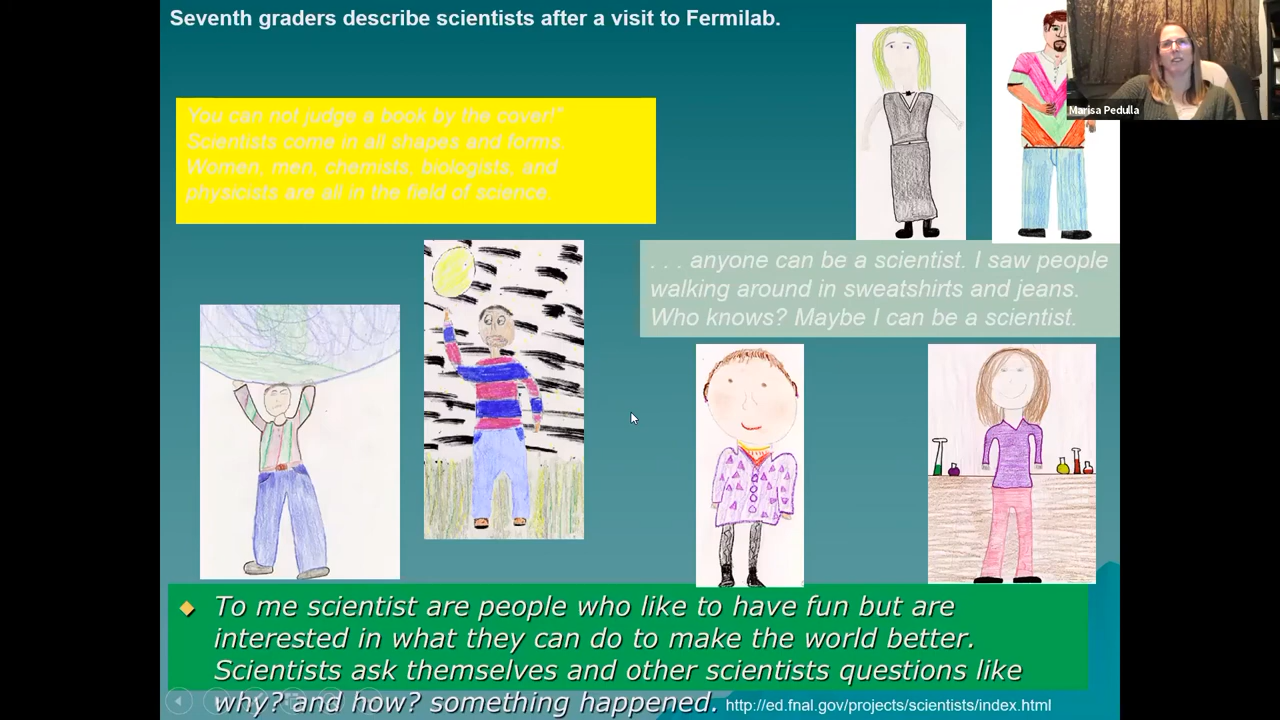 Seventh graders describe scientists after a visit to Fermilab.
Marisa Pedulla
You can not judge a book by the cover!"
Scientists come in all shapes and forms.
Women, men, chemists, biologists, and
physicists are all in the field of science.
. . . anyone can be a scientist. I saw people
walking around in sweatshirts and jeans.
Who knows? Maybe I can be a scientist.
To me scientist are people who like to have fun but are
interested in what they can do to make the world better.
Scientists ask themselves and other scientists questions like
why? and how? something happened.
http://ed.fnal.gov/projects/scientists/index.html